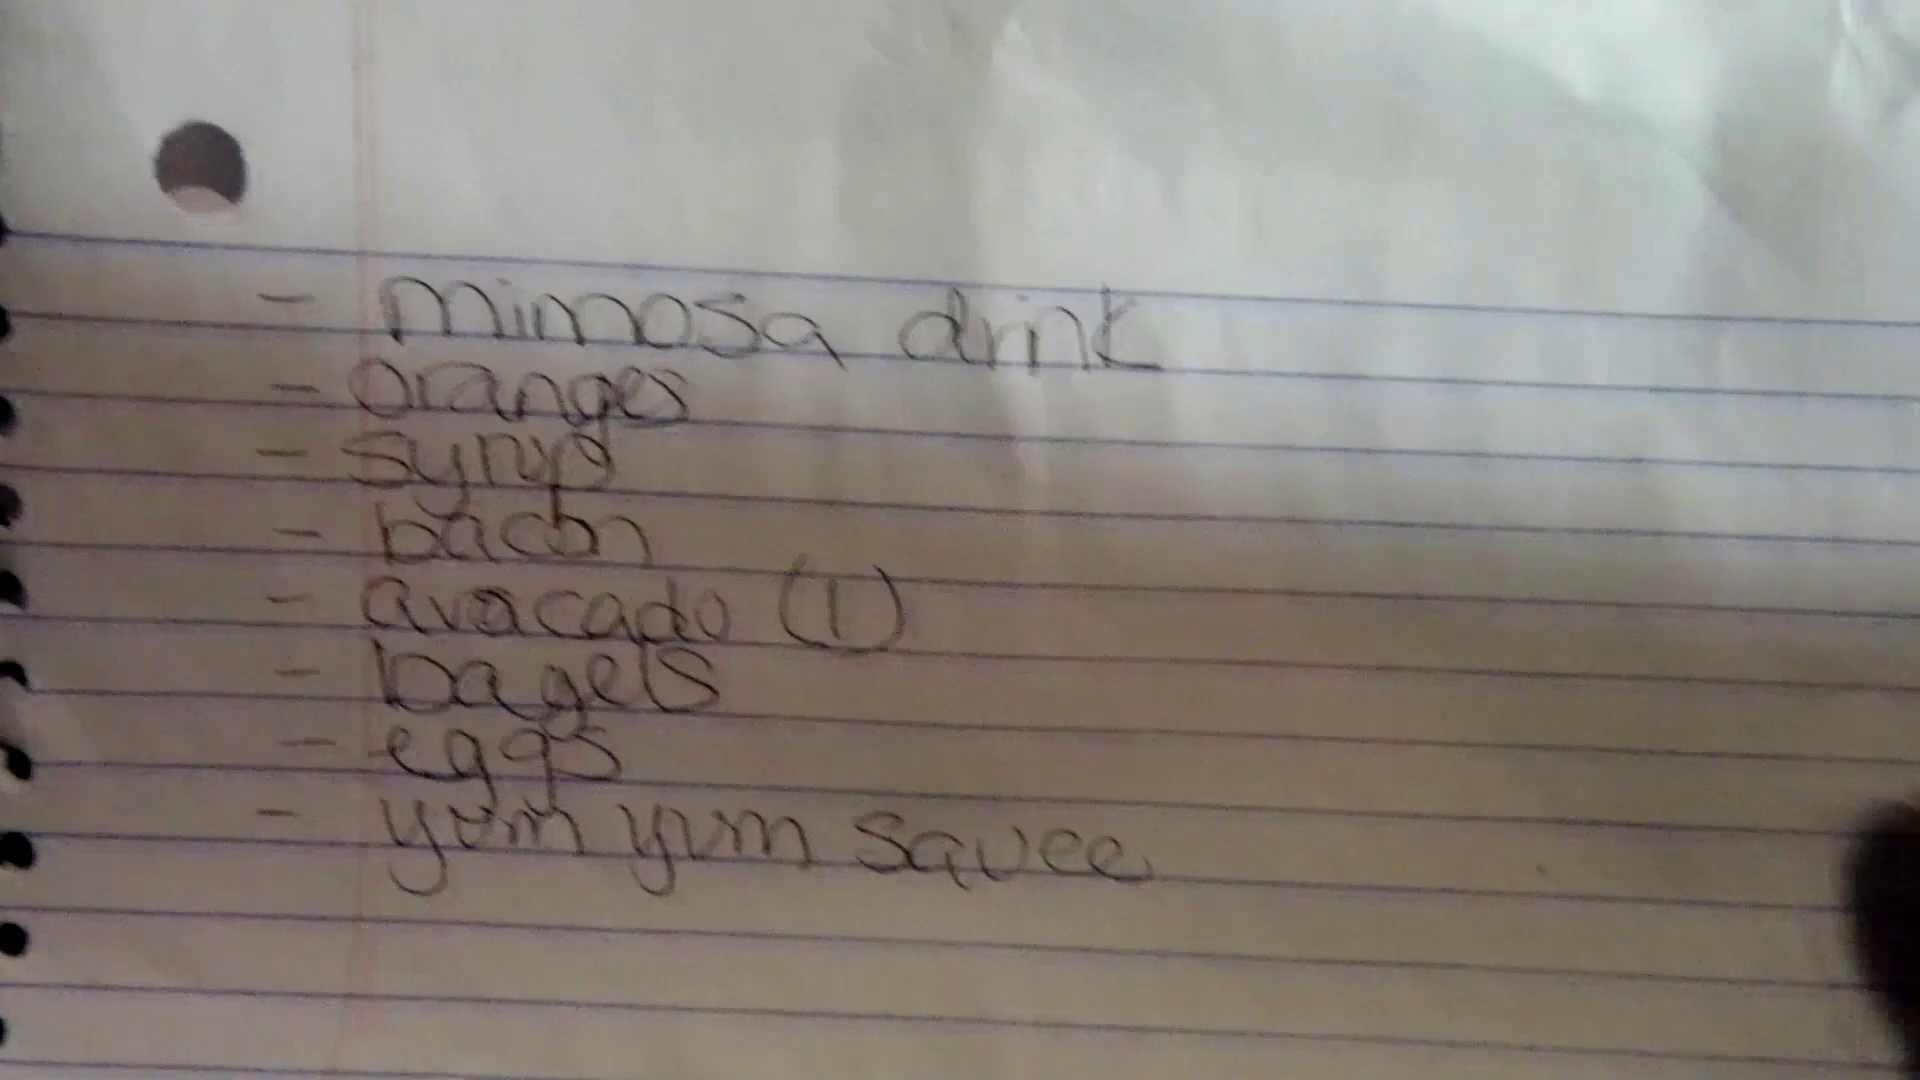 - mimosa drink
- oranges
- syrup
- bacon
- avacado (1)
- bagels
- eggs
- yum yum sauce